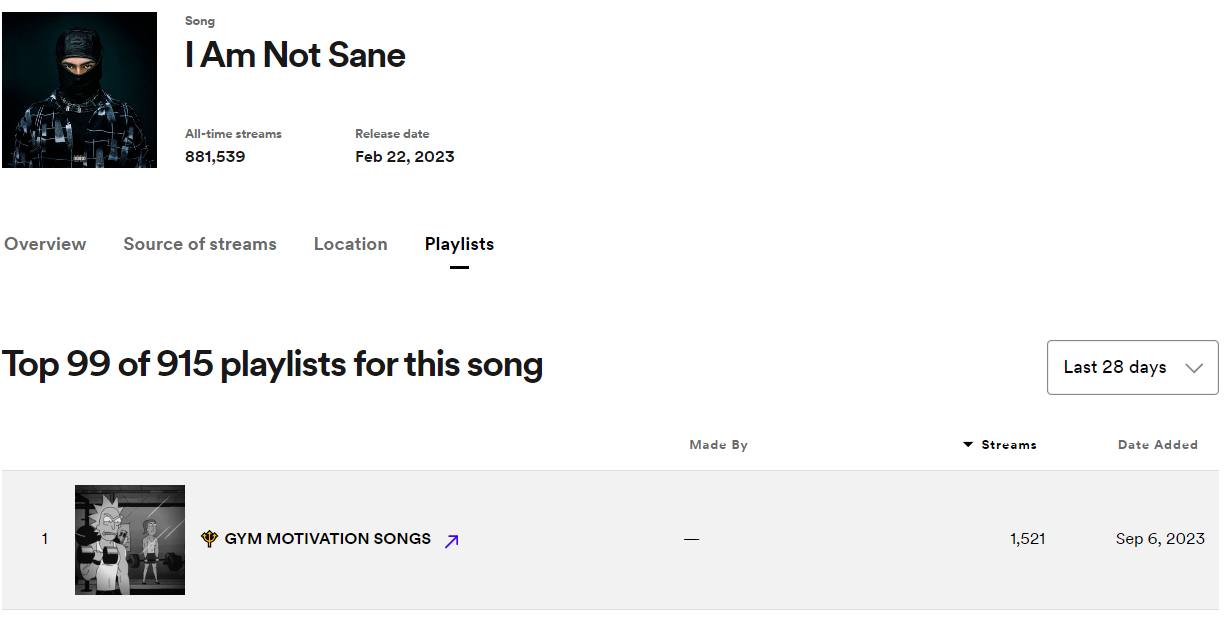 Song
I Am Not Sane
All-time streams
Release date
881,539
Feb 22, 2023
Overview
Source of streams
Location
Playlists
Top 99 of 915 playlists for this song
Last 28 days
Made By
Streams
Date Added
1
GYM MOTIVATION SONGS
—
1,521
Sep 6, 2023